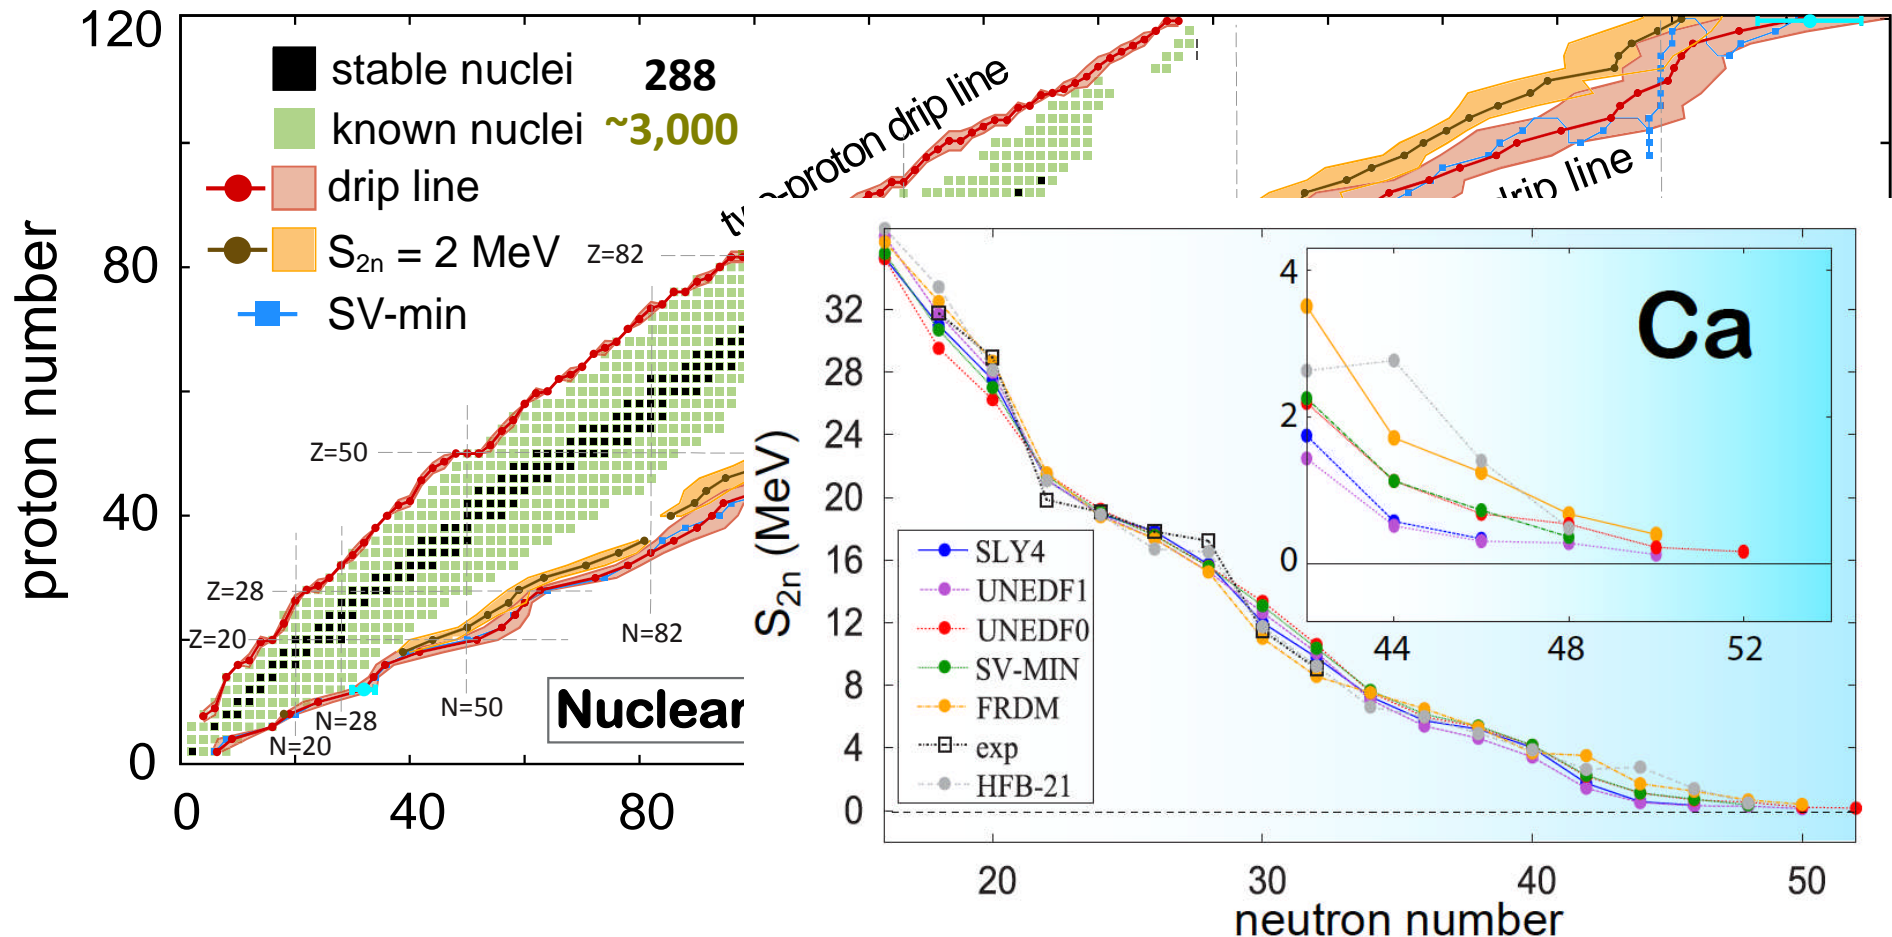 120
80
40
0
proton number
stable nuclei 288
known nuclei ~3,000
drip line
S2n = 2 MeV
SV-min
two-proton drip line
drip line
Z=82
Z=50
Z=28
Z=20
N=20
N=28
N=50
N=82
Nuclear
0 40 80
S2n (MeV)
32
28
24
20
16
12
8
4
0
SLY4
UNEDF1
UNEDF0
SV-MIN
FRDM
exp
HFB-21
Ca
4
2
0
44 48 52
20 30 40 50
neutron number